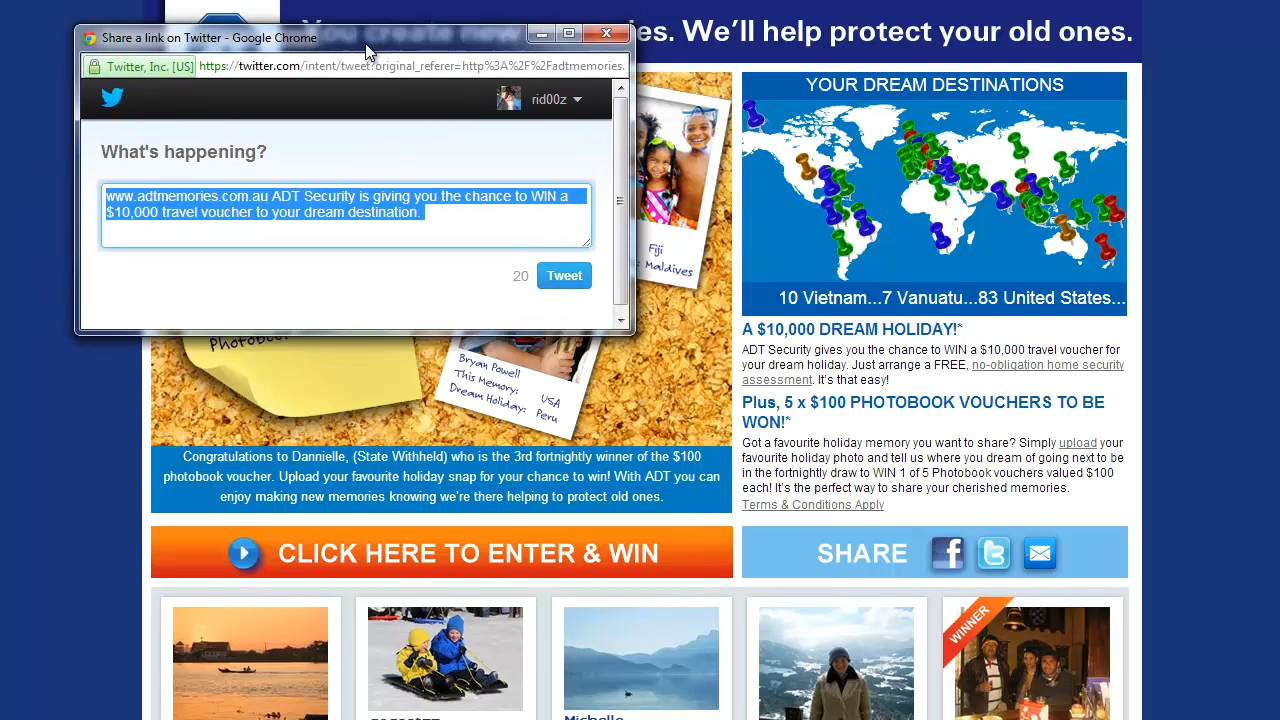 You create new memories. We'll help protect your old ones.
Share a link on Twitter - Google Chrome
Twitter, Inc. [US]
https://twitter.com/intent/tweet?original_referer=http%3A%2F%2Fadtmemories.
rid00z
What's happening?
www.adtmemories.com.au ADT Security is giving you the chance to WIN a
$10,000 travel voucher to your dream destination.
20
Tweet
Fiji
Maldives
Photobo
Bryan Powell
This Memory: USA
Dream Holiday: Peru
Congratulations to Dannielle, (State Withheld) who is the 3rd fortnightly winner of the $100
photobook voucher. Upload your favourite holiday snap for your chance to win! With ADT you can
enjoy making new memories knowing we're there helping to protect old ones.
YOUR DREAM DESTINATIONS
10 Vietnam...7 Vanuatu...83 United States...
A $10,000 DREAM HOLIDAY!*
ADT Security gives you the chance to WIN a $10,000 travel voucher for
your dream holiday. Just arrange a FREE, no-obligation home security
assessment. It's that easy!
Plus, 5 x $100 PHOTOBOOK VOUCHERS TO BE
WON!*
Got a favourite holiday memory you want to share? Simply upload your
favourite holiday photo and tell us where you dream of going next to be
in the fortnightly draw to WIN 1 of 5 Photobook vouchers valued $100
each! It's the perfect way to share your cherished memories.
Terms & Conditions Apply
CLICK HERE TO ENTER & WIN
SHARE
WINNER
Michelle